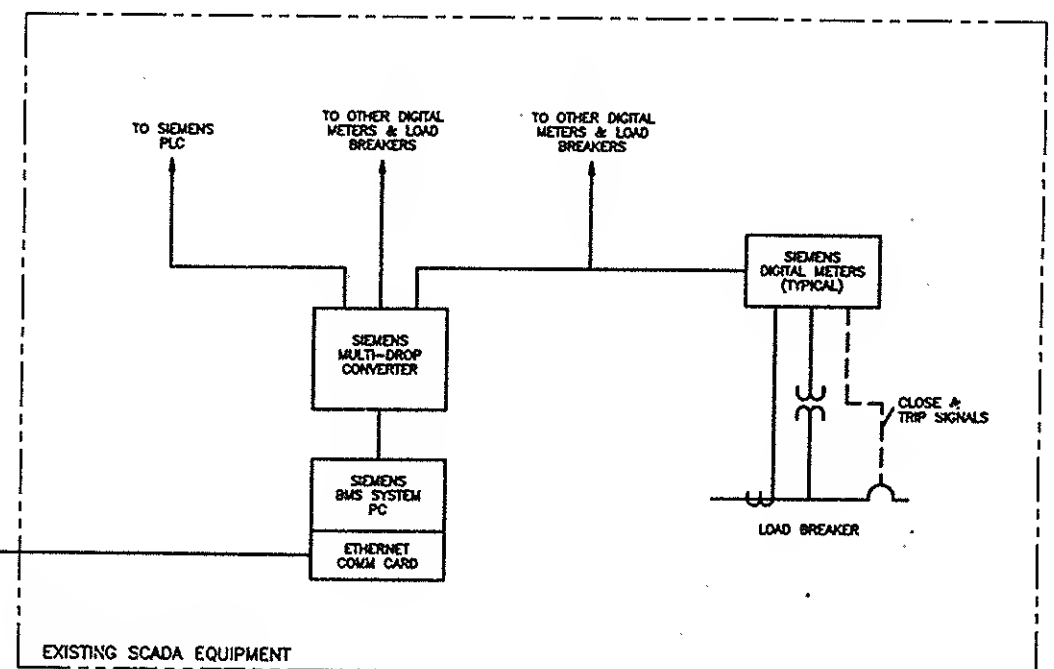 TO SIEMENS
PLC
TO OTHER DIGITAL
METERS & LOAD
BREAKERS
TO OTHER DIGITAL
METERS & LOAD
BREAKERS
SIEMENS
DIGITAL METERS
(TYPICAL)
SIEMENS
MULTI-DROP
CONVERTER
CLOSE &
TRIP SIGNALS
SIEMENS
BMS SYSTEM
PC
LOAD BREAKER
ETHERNET
COMM CARD
EXISTING SCADA EQUIPMENT